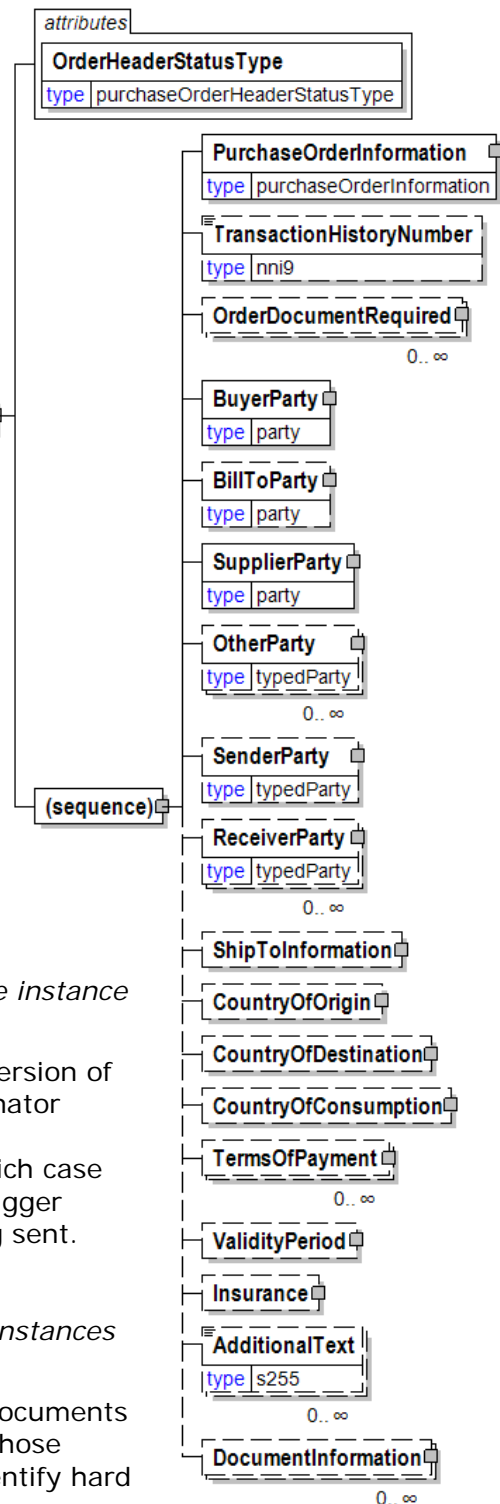 attributes
OrderHeaderStatusType
type purchaseOrderHeaderStatusType
PurchaseOrderInformation
type purchaseOrderInformation
TransactionHistoryNumber
type nni9
OrderDocumentRequired
0.. ∞
BuyerParty
type party
BillToParty
type party
SupplierParty
type party
OtherParty
type typedParty
0.. ∞
SenderParty
type typedParty
(sequence)
ReceiverParty
type typedParty
0.. ∞
ShipToInformation
CountryOfOrigin
CountryOfDestination
CountryOfConsumption
TermsOfPayment
0.. ∞
ValidityPeriod
Insurance
AdditionalText
type s255
0.. ∞
DocumentInformation
0.. ∞
instance
of
nator
ich case
gger
sent.
nstances
ocuments
hose
entify hard